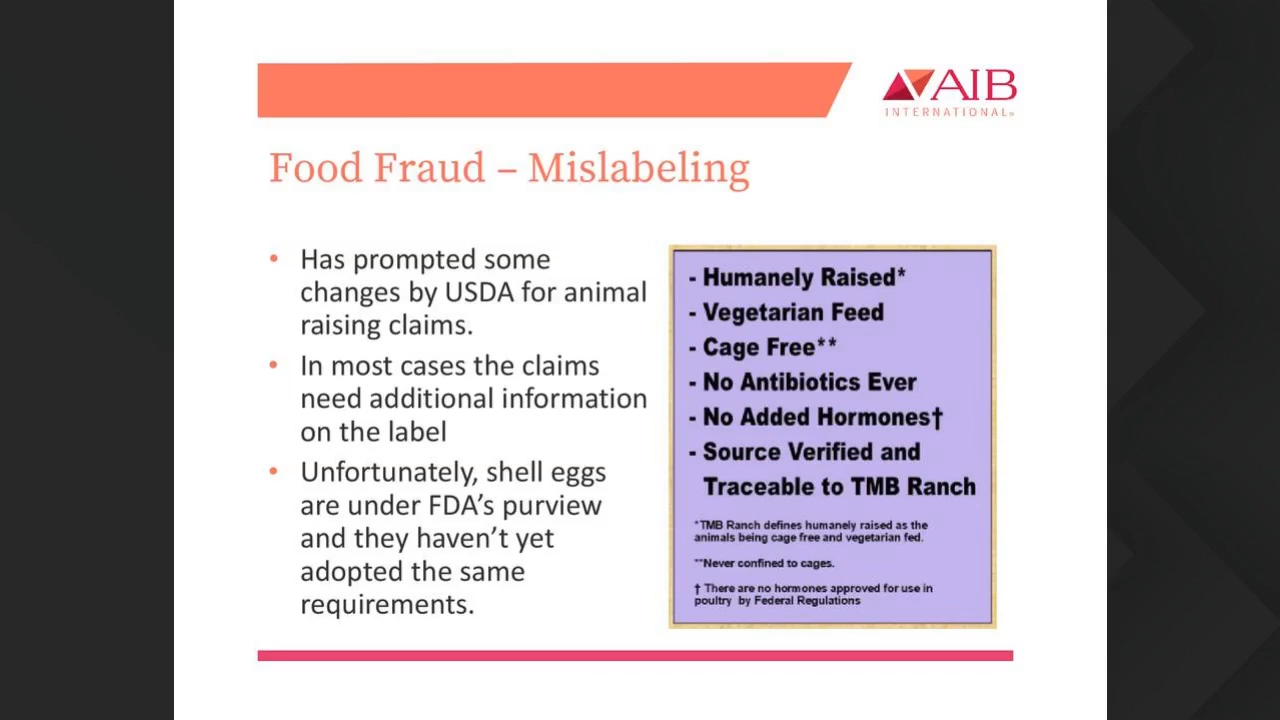 AIB
INTERNATIONAL®
Food Fraud – Mislabeling
• Has prompted some
changes by USDA for animal
raising claims.
• In most cases the claims
need additional information
on the label
• Unfortunately, shell eggs
are under FDA’s purview
and they haven’t yet
adopted the same
requirements.
- Humanely Raised*
- Vegetarian Feed
- Cage Free**
- No Antibiotics Ever
- No Added Hormones†
- Source Verified and
Traceable to TMB Ranch
*TMB Ranch defines humanely raised as the
animals being cage free and vegetarian fed.
**Never confined to cages.
† There are no hormones approved for use in
poultry by Federal Regulations